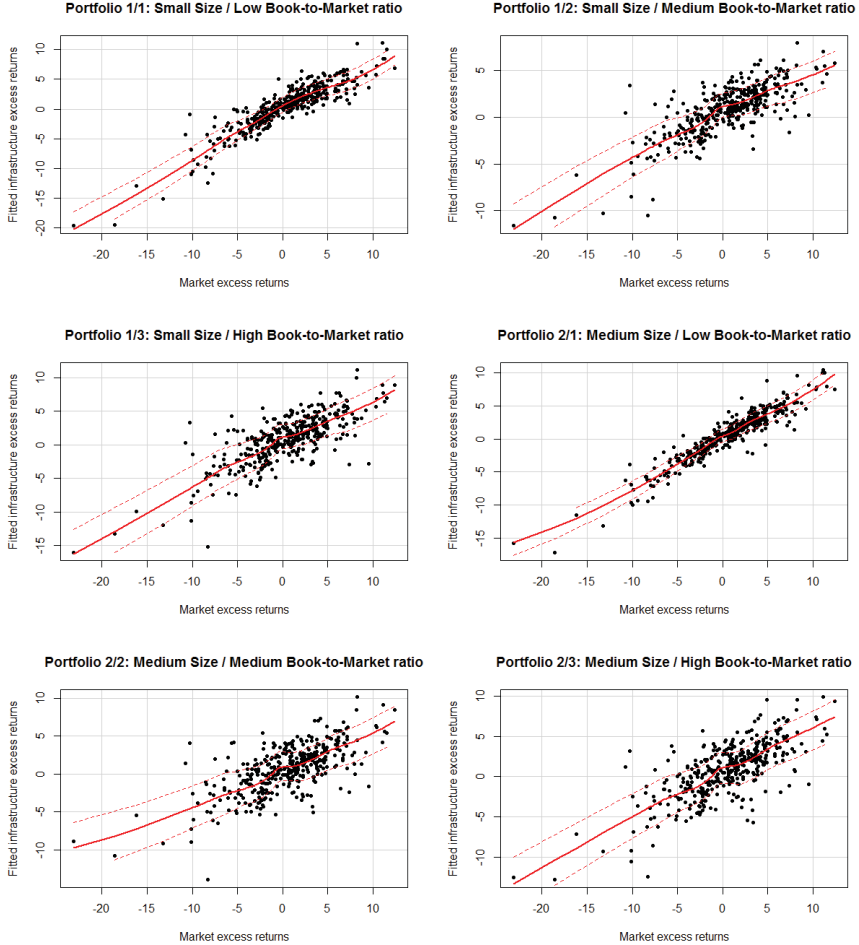 Portfolio 1/1: Small Size / Low Book-to-Market ratio
Fitted infrastructure excess returns
10
5
0
-5
-10
-15
-20
-20 -15 -10 -5 0 5 10
Market excess returns
Portfolio 1/2: Small Size / Medium Book-to-Market ratio
Fitted infrastructure excess returns
5
0
-5
-10
-20 -15 -10 -5 0 5 10
Market excess returns
Portfolio 1/3: Small Size / High Book-to-Market ratio
Fitted infrastructure excess returns
10
5
0
-5
-10
-15
-20 -15 -10 -5 0 5 10
Market excess returns
Portfolio 2/1: Medium Size / Low Book-to-Market ratio
Fitted infrastructure excess returns
10
5
0
-5
-10
-15
-20 -15 -10 -5 0 5 10
Market excess returns
Portfolio 2/2: Medium Size / Medium Book-to-Market ratio
Fitted infrastructure excess returns
10
5
0
-5
-10
-20 -15 -10 -5 0 5 10
Market excess returns
Portfolio 2/3: Medium Size / High Book-to-Market ratio
Fitted infrastructure excess returns
10
5
0
-5
-10
-20 -15 -10 -5 0 5 10
Market excess returns